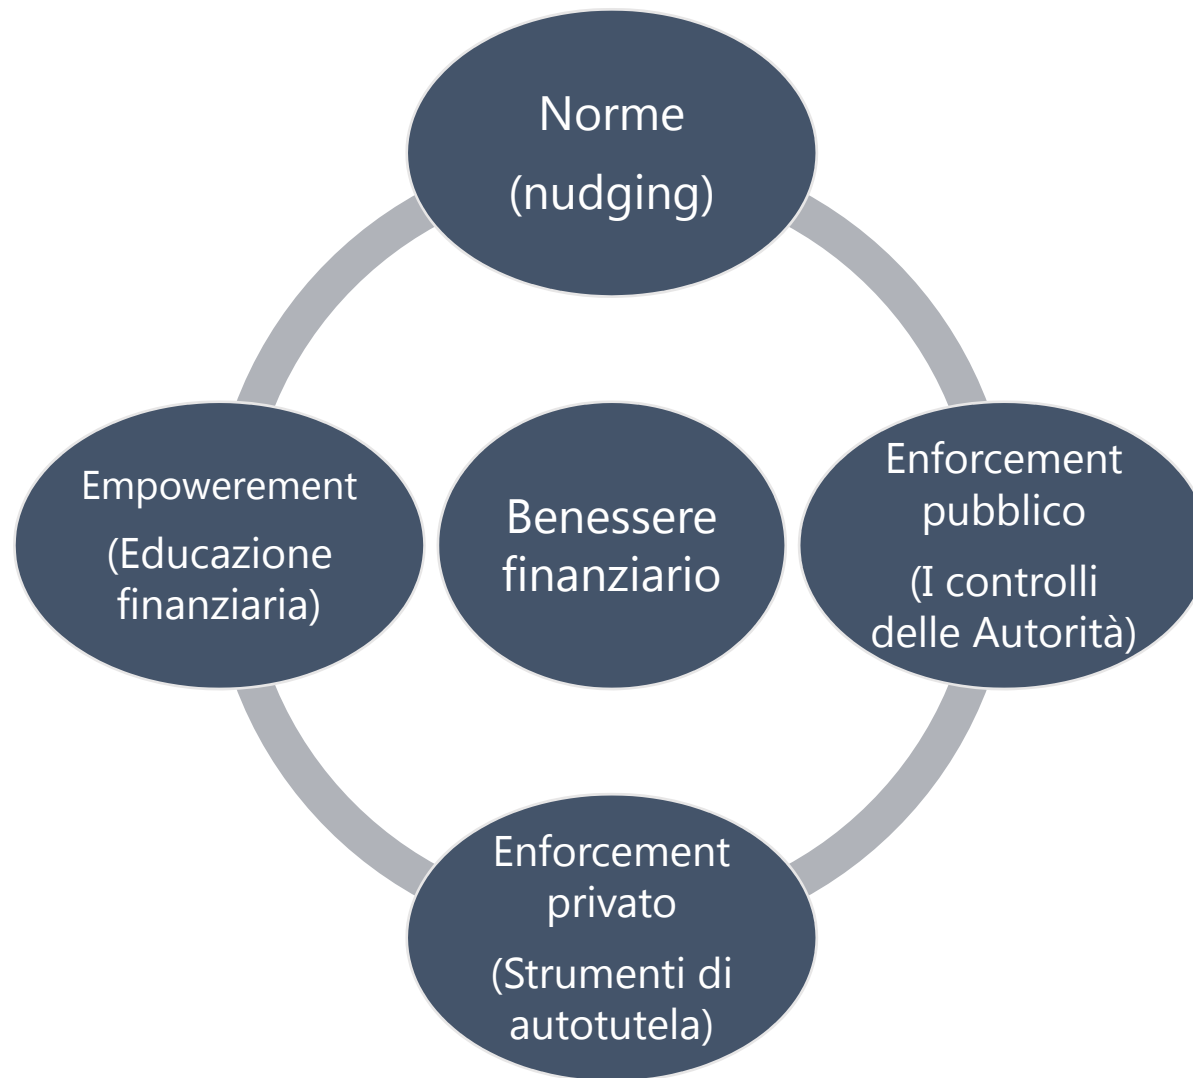 Norme
(nudging)
Empowerement
(Educazione
finanziaria)
Benessere
finanziario
Enforcement
pubblico
(I controlli
delle Autorità)
Enforcement
privato
(Strumenti di
autotutela)